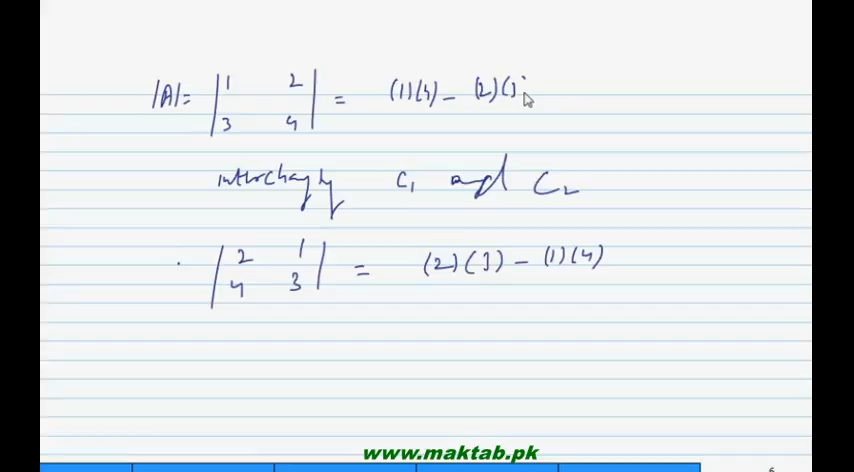 |A|= |1 2| = (1)(4) - (2)(3)
|3 4|
interchanging C₁ and C₂
|2 1| = (2)(3) - (1)(4)
|4 3|
www.maktab.pk
6